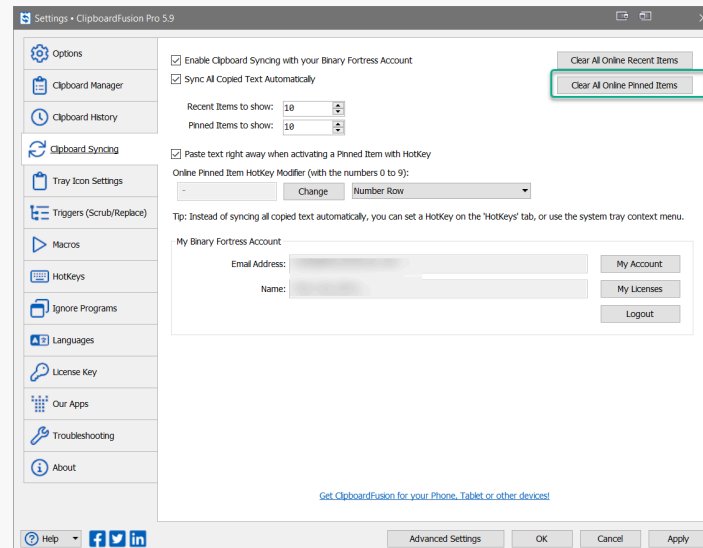 Settings • ClipboardFusion Pro 5.9
Options
Clipboard Manager
Clipboard History
Clipboard Syncing
Tray Icon Settings
Triggers (Scrub/Replace)
Macros
HotKeys
Ignore Programs
Languages
License Key
Our Apps
Troubleshooting
About
Enable Clipboard Syncing with your Binary Fortress Account
Clear All Online Recent Items
Sync All Copied Text Automatically
Clear All Online Pinned Items
Recent Items to show: 10
Pinned Items to show: 10
Paste text right away when activating a Pinned Item with HotKey
Online Pinned Item HotKey Modifier (with the numbers 0 to 9):
- Change Number Row
Tip: Instead of syncing all copied text automatically, you can set a HotKey on the 'HotKeys' tab, or use the system tray context menu.
My Binary Fortress Account
Email Address: My Account
Name: My Licenses
Logout
Get ClipboardFusion for your Phone, Tablet or other devices!
Help Advanced Settings OK Cancel Apply